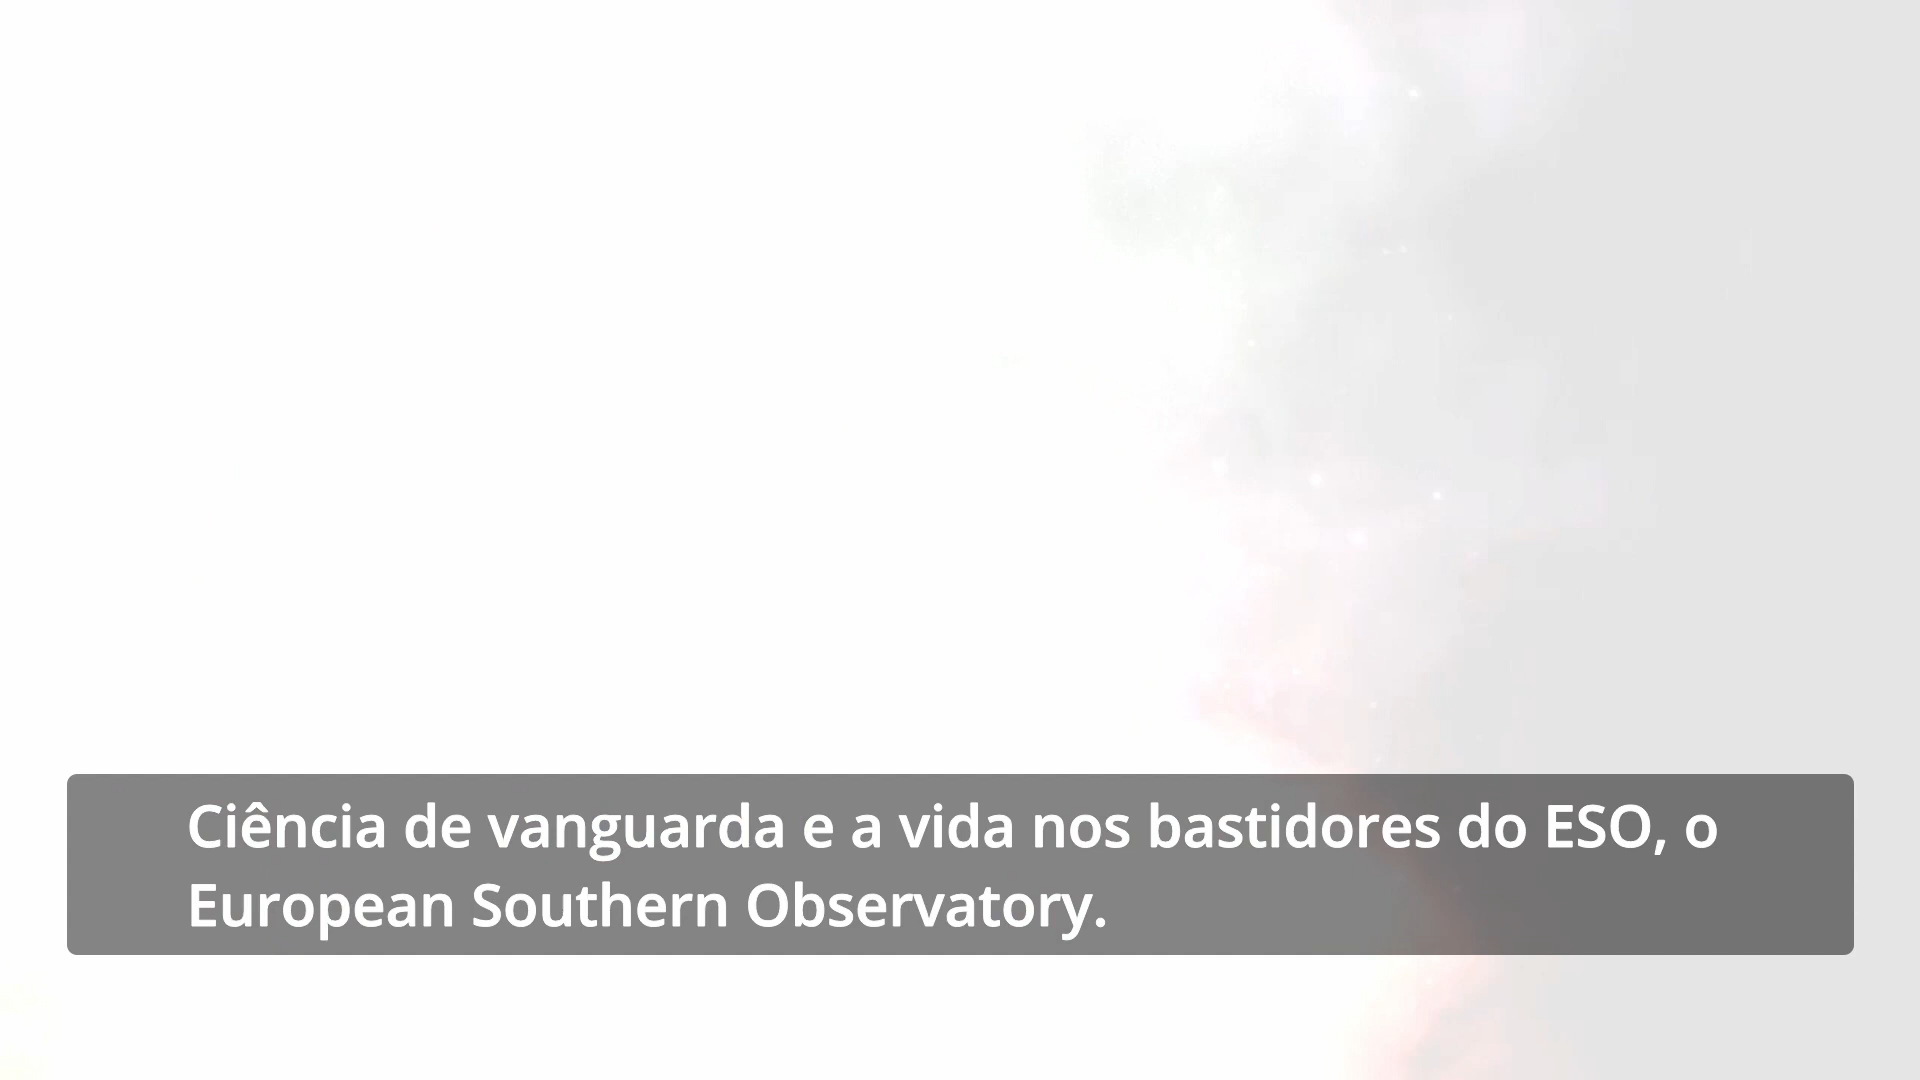 Ciência de vanguarda e a vida nos bastidores do ESO, o
European Southern Observatory.